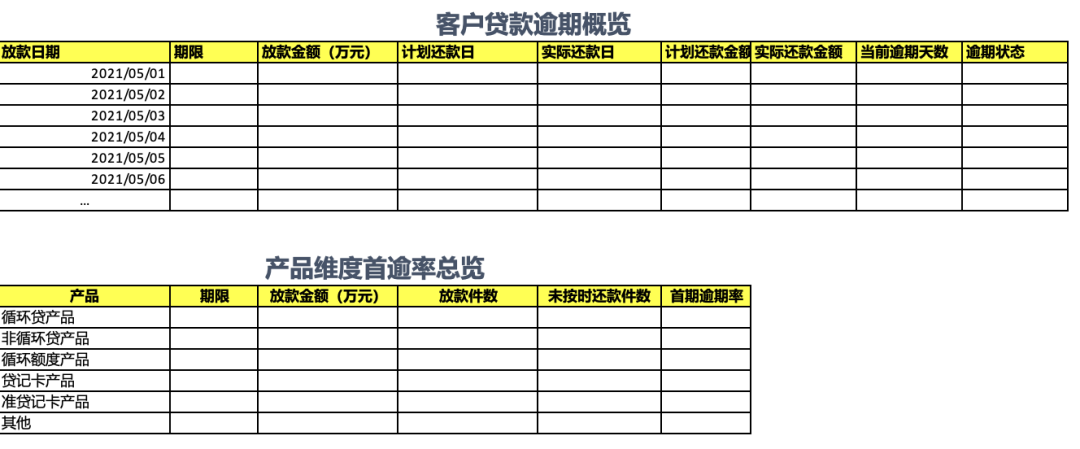 客户贷款逾期概览
放款日期 期限 放款金额（万元） 计划还款日 实际还款日 计划还款金额 实际还款金额 当前逾期天数 逾期状态
2021/05/01
2021/05/02
2021/05/03
2021/05/04
2021/05/05
2021/05/06
...
产品维度首逾率总览
产品 期限 放款金额（万元） 放款件数 未按时还款件数 首期逾期率
循环贷产品
非循环贷产品
循环额度产品
贷记卡产品
准贷记卡产品
其他